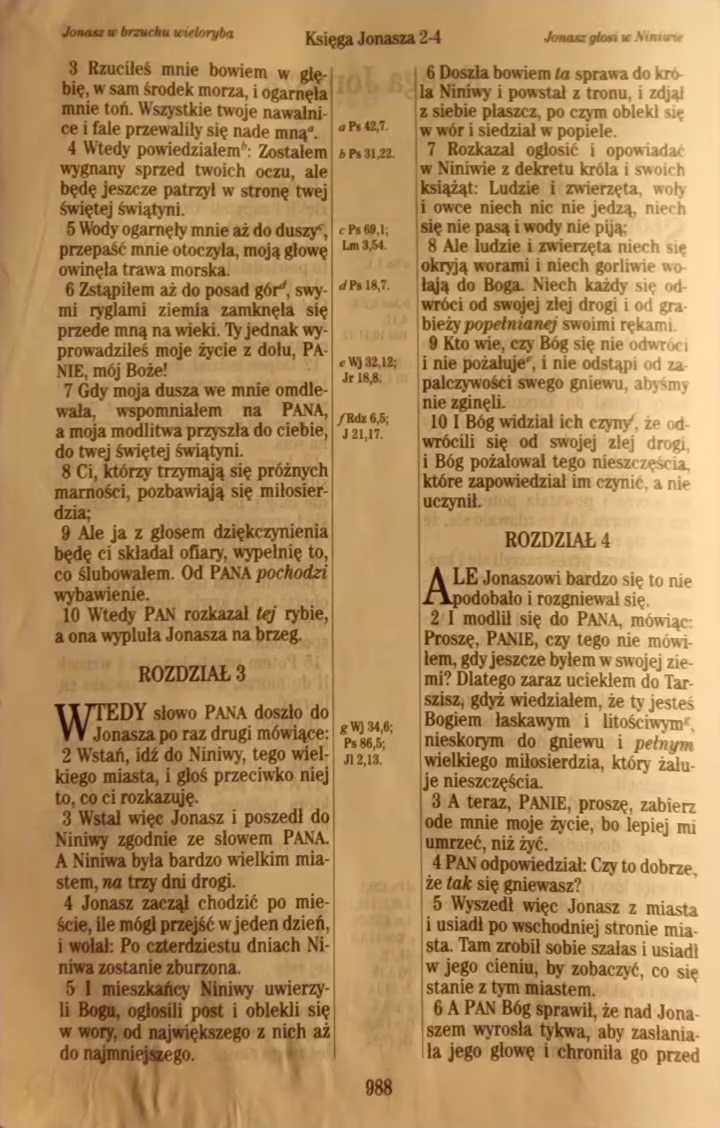 Jonasz w brzuchu wieloryba
Księga Jonasza 2-4
Jonasz głosi w Niniwie
3 Rzuciłeś mnie bowiem w głę-
bię, w sam środek morza, i ogarnęła
mnie toń. Wszystkie twoje nawałni-
ce i fale przewaliły się nade mnąᵃ.
4 Wtedy powiedziałemᵇ: Zostałem
wygnany sprzed twoich oczu, ale
będę jeszcze patrzył w stronę twej
świętej świątyni.
5 Wody ogarnęły mnie aż do duszyᶜ,
przepaść mnie otoczyła, moją głowę
owinęła trawa morska.
6 Zstąpiłem aż do posad górᵈ, swy-
mi ryglami ziemia zamknęła się
przede mną na wieki. Ty jednak wy-
prowadziłeś moje życie z dołu, PA-
NIE, mój Boże!
7 Gdy moja dusza we mnie omdle-
wała, wspomniałem na PANA,
a moja modlitwa przyszła do ciebie,
do twej świętej świątyni.
8 Ci, którzy trzymają się próżnych
marności, pozbawiają się miłosier-
dzia;
9 Ale ja z głosem dziękczynienia
będę ci składał ofiary, wypełnię to,
co ślubowałem. Od PANA pochodzi
wybawienie.
10 Wtedy PAN rozkazał tej rybie,
a ona wypluła Jonasza na brzeg.
ROZDZIAŁ 3
WTEDY słowo PANA doszło do
Jonasza po raz drugi mówiące:
2 Wstań, idź do Niniwy, tego wiel-
kiego miasta, i głoś przeciwko niej
to, co ci rozkazuję.
3 Wstał więc Jonasz i poszedł do
Niniwy zgodnie ze słowem PANA.
A Niniwa była bardzo wielkim mia-
stem, na trzy dni drogi.
4 Jonasz zaczął chodzić po mie-
ście, ile mógł przejść w jeden dzień,
i wołał: Po czterdziestu dniach Ni-
niwa zostanie zburzona.
5 I mieszkańcy Niniwy uwierzy-
li Bogu, ogłosili post i oblekli się
w wory, od największego z nich aż
do najmniejszego.
a Ps 42,7.
b Ps 31,22.
c Ps 69,1;
Lm 3,54.
d Ps 18,7.
e Wj 32,12;
Jr 18,8.
f Rdz 6,5;
J 21,17.
g Wj 34,6;
Ps 86,5;
Jl 2,13.
6 Doszła bowiem ta sprawa do kró-
la Niniwy i powstał z tronu, i zdjął
z siebie płaszcz, po czym oblekł się
w wór i siedział w popiele.
7 Rozkazał ogłosić i opowiadać
w Niniwie z dekretu króla i swoich
książąt: Ludzie i zwierzęta, woły
i owce niech nic nie jedzą, niech
się nie pasą i wody nie piją;
8 Ale ludzie i zwierzęta niech się
okryją worami i niech gorliwie wo-
łają do Boga. Niech każdy się od-
wróci od swojej złej drogi i od gra-
bieży popełnianej swoimi rękami.
9 Kto wie, czy Bóg się nie odwróci
i nie pożałujeᵉ, i nie odstąpi od za-
palczywości swego gniewu, abyśmy
nie zginęli.
10 I Bóg widział ich czynyᶠ, że od-
wrócili się od swojej złej drogi,
i Bóg pożałował tego nieszczęścia,
które zapowiedział im czynić, a nie
uczynił.
ROZDZIAŁ 4
ALE Jonaszowi bardzo się to nie
podobało i rozgniewał się.
2 I modlił się do PANA, mówiąc:
Proszę, PANIE, czy tego nie mówi-
łem, gdy jeszcze byłem w swojej zie-
mi? Dlatego zaraz uciekłem do Tar-
szisz, gdyż wiedziałem, że ty jesteś
Bogiem łaskawym i litościwymᵍ,
nieskorym do gniewu i pełnym
wielkiego miłosierdzia, który żału-
je nieszczęścia.
3 A teraz, PANIE, proszę, zabierz
ode mnie moje życie, bo lepiej mi
umrzeć, niż żyć.
4 PAN odpowiedział: Czy to dobrze,
że tak się gniewasz?
5 Wyszedł więc Jonasz z miasta
i usiadł po wschodniej stronie mia-
sta. Tam zrobił sobie szałas i usiadł
w jego cieniu, by zobaczyć, co się
stanie z tym miastem.
6 A PAN Bóg sprawił, że nad Jona-
szem wyrosła tykwa, aby zasłania-
ła jego głowę i chroniła go przed
988